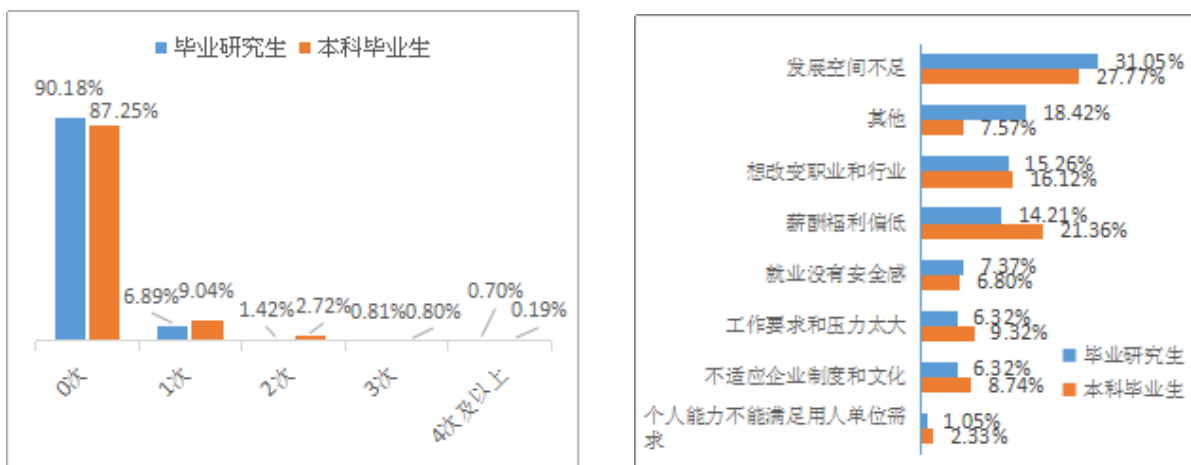 毕业研究生 本科毕业生
90.18%
87.25%
6.89% 9.04%
1.42% 2.72%
0.81% 0.80%
0.70%
0.19%
0次 1次 2次 3次 4次及以上
发展空间不足 31.05%
27.77%
其他 18.42%
7.57%
想改变职业和行业 15.26%
16.12%
薪酬福利偏低 14.21%
21.36%
就业没有安全感 7.37%
6.80%
工作要求和压力太大 6.32%
9.32%
不适应企业制度和文化 6.32%
8.74%
个人能力不能满足用人单位需
求
1.05%
2.33%
毕业研究生
本科毕业生